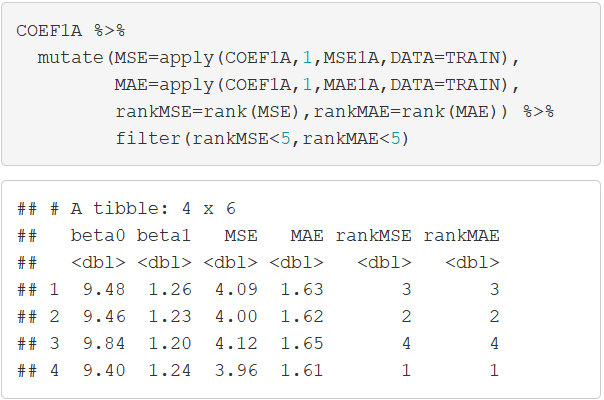 COEF1A %>%
  mutate(MSE=apply(COEF1A,1,MSE1A,DATA=TRAIN),
         MAE=apply(COEF1A,1,MAE1A,DATA=TRAIN),
         rankMSE=rank(MSE),rankMAE=rank(MAE)) %>%
         filter(rankMSE<5,rankMAE<5)
## # A tibble: 4 x 6
##   beta0 beta1   MSE   MAE rankMSE rankMAE
##   <dbl> <dbl> <dbl> <dbl>   <dbl>   <dbl>
## 1  9.48  1.26  4.09  1.63       3       3
## 2  9.46  1.23  4.00  1.62       2       2
## 3  9.84  1.20  4.12  1.65       4       4
## 4  9.40  1.24  3.96  1.61       1       1